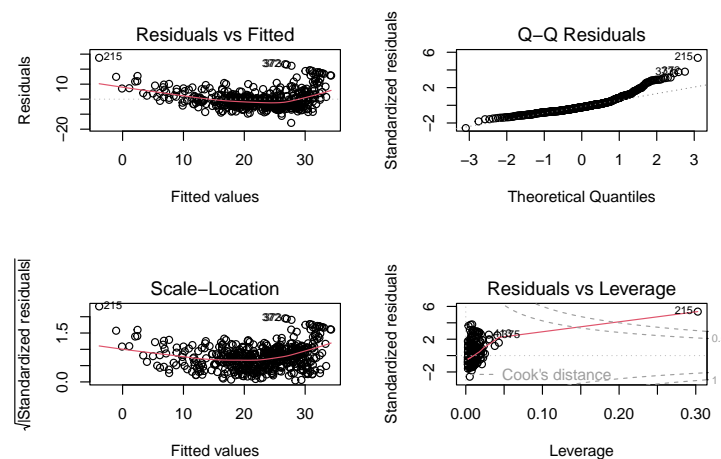 Residuals vs Fitted
Residuals
10
−20
0
10
20
30
Fitted values
215
372
Q−Q Residuals
Standardized residuals
6
2
−2
−3
−2
−1
0
1
2
3
Theoretical Quantiles
215
Scale−Location
√|Standardized residuals|
1.5
0.0
0
10
20
30
Fitted values
215
372
Residuals vs Leverage
Standardized residuals
6
2
−2
0.00
0.10
0.20
0.30
Leverage
Cook's distance
215
375
0.
1